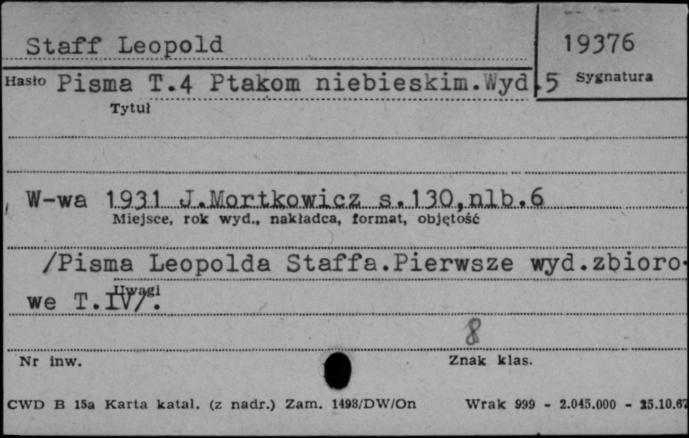 Staff Leopold
19376
Hasło Pisma T.4 Ptakom niebieskim.Wyd.5
Sygnatura
Tytuł
W-wa 1931 J.Mortkowicz s.130,nlb.6
Miejsce, rok wyd., nakładca, format, objętość
/Pisma Leopolda Staffa.Pierwsze wyd.zbioro-
we T.IV/.
Uwagi
8
Nr inw.
Znak klas.
CWD B 15a Karta katal. (z nadr.) Zam. 1498/DW/On Wrak 999 - 2.045.000 - 25.10.67